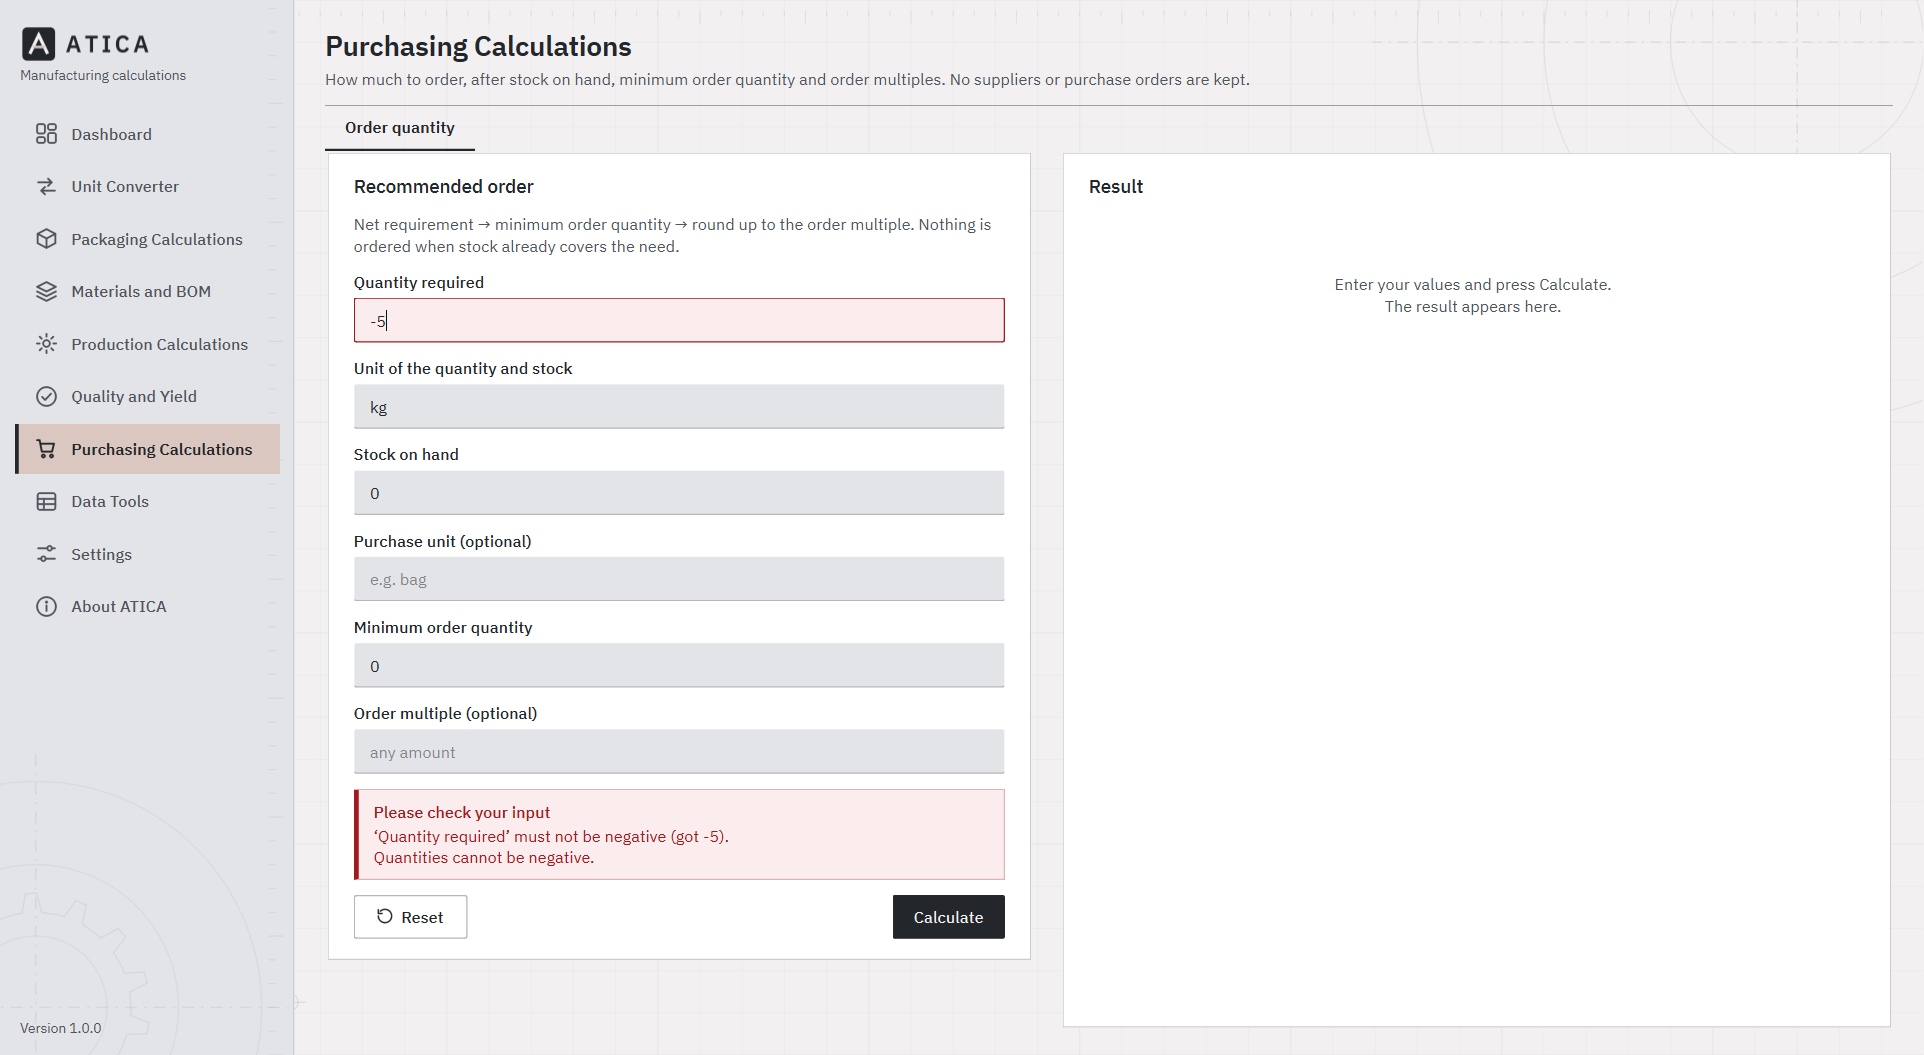 ATICA
Manufacturing calculations
Dashboard
Unit Converter
Packaging Calculations
Materials and BOM
Production Calculations
Quality and Yield
Purchasing Calculations
Data Tools
Settings
About ATICA
Version 1.0.0
Purchasing Calculations
How much to order, after stock on hand, minimum order quantity and order multiples. No suppliers or purchase orders are kept.
Order quantity
Recommended order
Net requirement → minimum order quantity → round up to the order multiple. Nothing is
ordered when stock already covers the need.
Quantity required
-5
Unit of the quantity and stock
kg
Stock on hand
0
Purchase unit (optional)
e.g. bag
Minimum order quantity
0
Order multiple (optional)
any amount
Please check your input
‘Quantity required’ must not be negative (got -5).
Quantities cannot be negative.
Reset
Calculate
Result
Enter your values and press Calculate.
The result appears here.